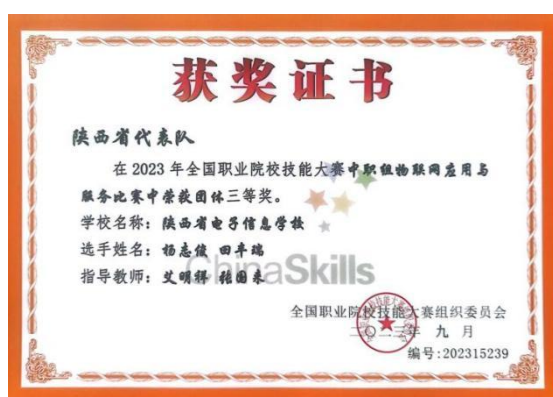 获奖证书
陕西省代表队
在 2023 年全国职业院校技能大赛中职组物联网应用与
服务比赛中荣获团体三等奖。
学校名称：陕西省电子信息学校
选手姓名：杨志俊 田丰瑞
指导教师：艾明祥 张国来
ChinaSkills
全国职业院校技能大赛组织委员会
二〇二三年 九 月
编号：202315239